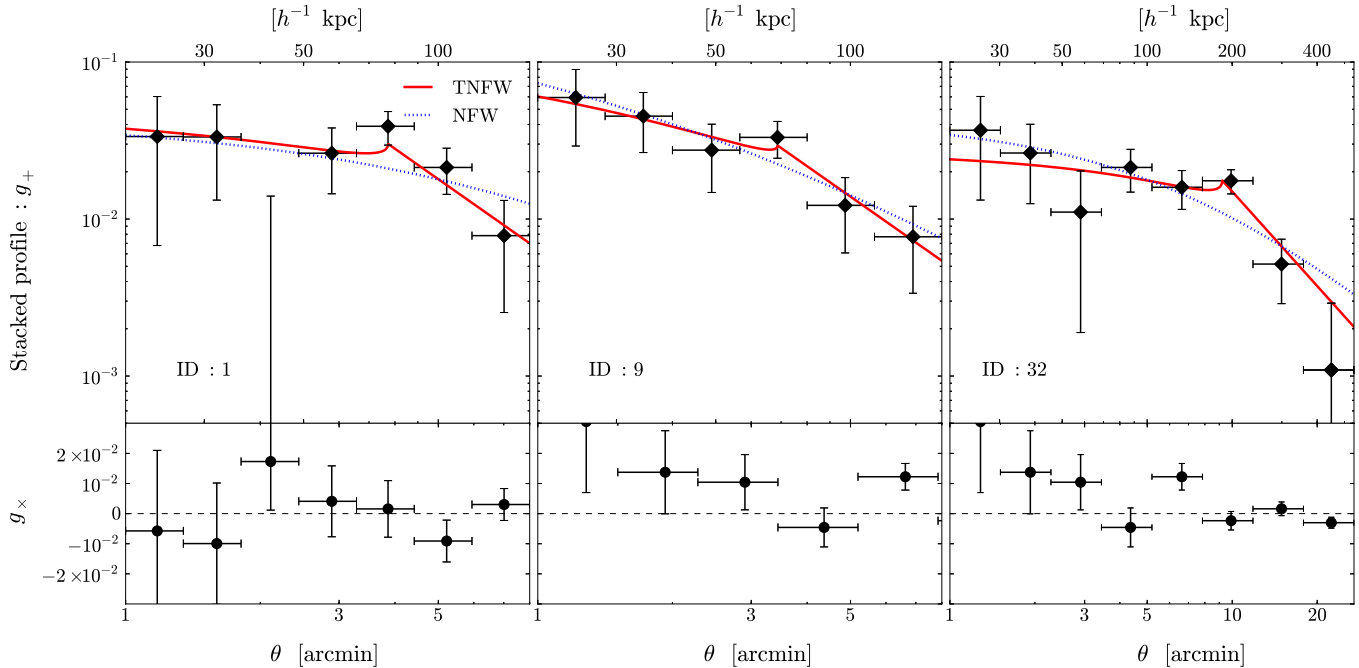 [h⁻¹ kpc] [h⁻¹ kpc] [h⁻¹ kpc]
30 50 100 30 50 100 30 60 100 200 400
10⁻¹
10⁻²
10⁻³
Stacked profile : g₊
TNFW
NFW
ID : 1
ID : 9
ID : 32
2 ×10⁻²
10⁻²
0
−10⁻²
−2 ×10⁻²
g×
1 3 5 1 3 5 1 3 5 10 20
θ [arcmin] θ [arcmin] θ [arcmin]